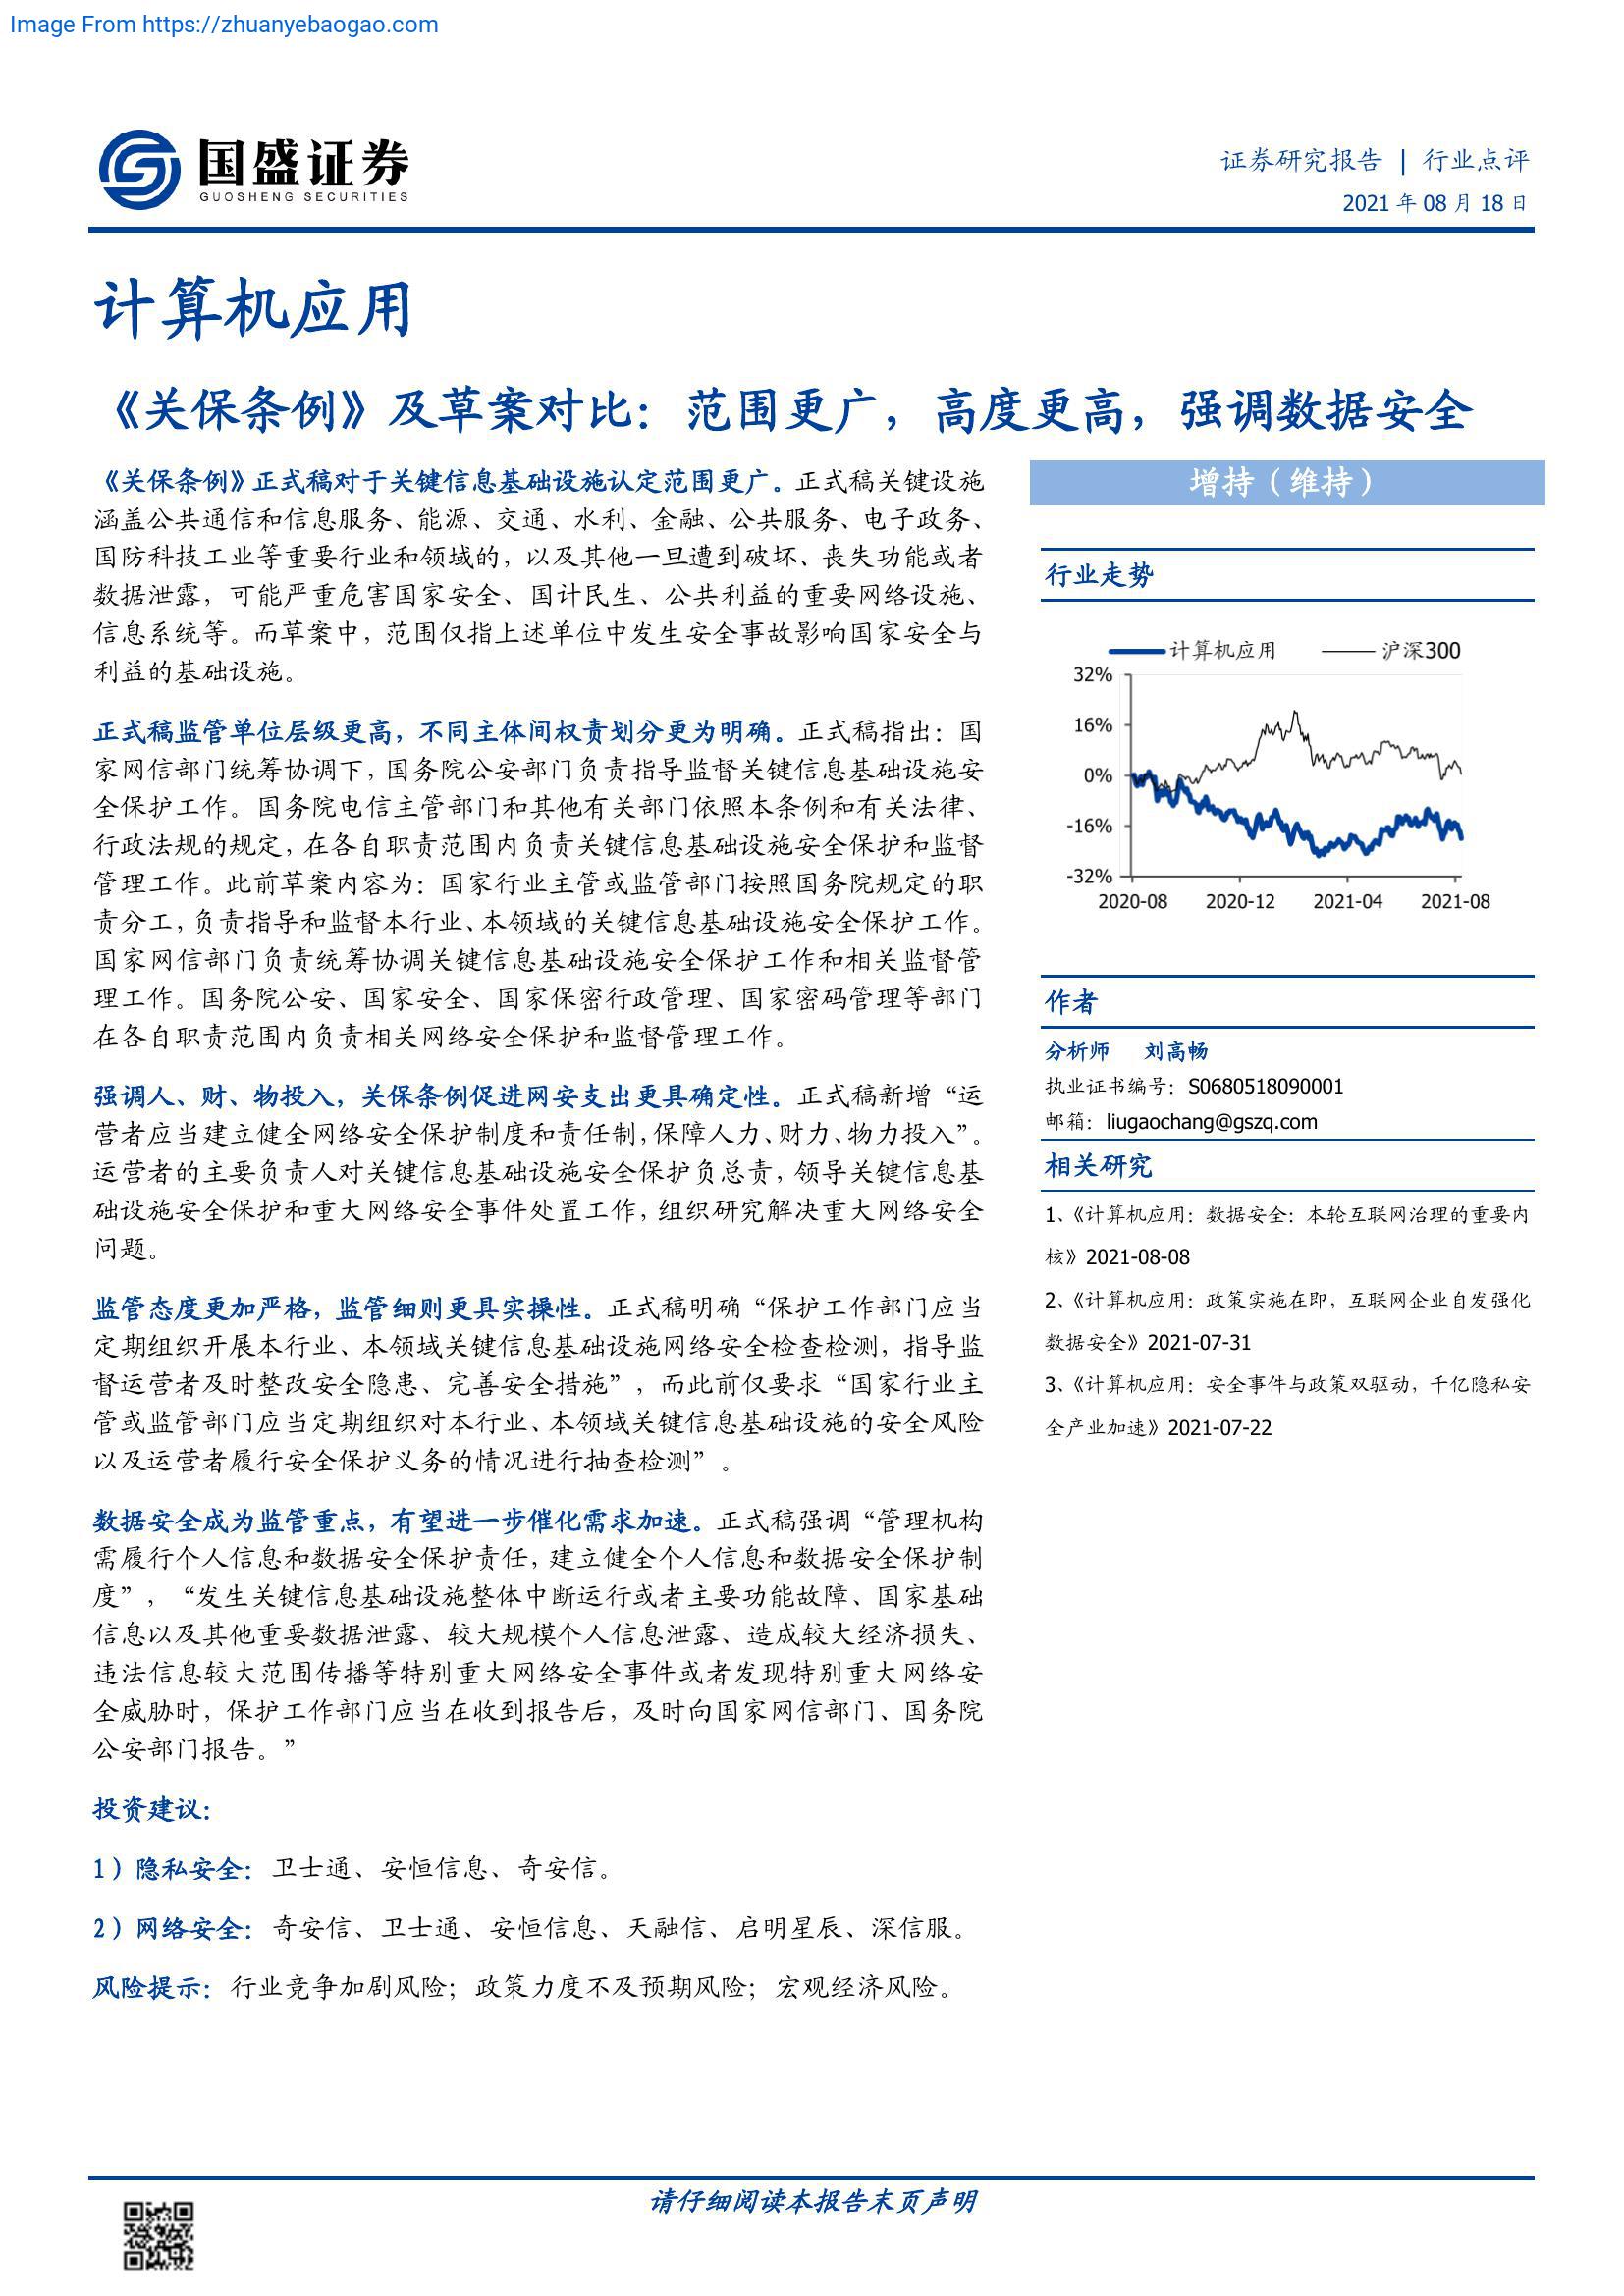 Image From https://zhuanyebaogao.com
国盛证券
GUOSHENG SECURITIES
证券研究报告 | 行业点评
2021 年 08 月 18 日
计算机应用
《关保条例》及草案对比：范围更广，高度更高，强调数据安全
《关保条例》正式稿对于关键信息基础设施认定范围更广。正式稿关键设施
涵盖公共通信和信息服务、能源、交通、水利、金融、公共服务、电子政务、
国防科技工业等重要行业和领域的，以及其他一旦遭到破坏、丧失功能或者
数据泄露，可能严重危害国家安全、国计民生、公共利益的重要网络设施、
信息系统等。而草案中，范围仅指上述单位中发生安全事故影响国家安全与
利益的基础设施。
正式稿监管单位层级更高，不同主体间权责划分更为明确。正式稿指出：国
家网信部门统筹协调下，国务院公安部门负责指导监督关键信息基础设施安
全保护工作。国务院电信主管部门和其他有关部门依照本条例和有关法律、
行政法规的规定，在各自职责范围内负责关键信息基础设施安全保护和监督
管理工作。此前草案内容为：国家行业主管或监管部门按照国务院规定的职
责分工，负责指导和监督本行业、本领域的关键信息基础设施安全保护工作。
国家网信部门负责统筹协调关键信息基础设施安全保护工作和相关监督管
理工作。国务院公安、国家安全、国家保密行政管理、国家密码管理等部门
在各自职责范围内负责相关网络安全保护和监督管理工作。
强调人、财、物投入，关保条例促进网安支出更具确定性。正式稿新增“运
营者应当建立健全网络安全保护制度和责任制，保障人力、财力、物力投入”。
运营者的主要负责人对关键信息基础设施安全保护负总责，领导关键信息基
础设施安全保护和重大网络安全事件处置工作，组织研究解决重大网络安全
问题。
监管态度更加严格，监管细则更具实操性。正式稿明确“保护工作部门应当
定期组织开展本行业、本领域关键信息基础设施网络安全检查检测，指导监
督运营者及时整改安全隐患、完善安全措施”，而此前仅要求“国家行业主
管或监管部门应当定期组织对本行业、本领域关键信息基础设施的安全风险
以及运营者履行安全保护义务的情况进行抽查检测”。
数据安全成为监管重点，有望进一步催化需求加速。正式稿强调“管理机构
需履行个人信息和数据安全保护责任，建立健全个人信息和数据安全保护制
度”，“发生关键信息基础设施整体中断运行或者主要功能故障、国家基础
信息以及其他重要数据泄露、较大规模个人信息泄露、造成较大经济损失、
违法信息较大范围传播等特别重大网络安全事件或者发现特别重大网络安
全威胁时，保护工作部门应当在收到报告后，及时向国家网信部门、国务院
公安部门报告。”
投资建议：
1）隐私安全：卫士通、安恒信息、奇安信。
2）网络安全：奇安信、卫士通、安恒信息、天融信、启明星辰、深信服。
风险提示：行业竞争加剧风险；政策力度不及预期风险；宏观经济风险。
增持（维持）
行业走势
计算机应用 沪深300
32%
16%
0%
-16%
-32%
2020-08 2020-12 2021-04 2021-08
作者
分析师 刘高畅
执业证书编号：S0680518090001
邮箱：liugaochang@gszq.com
相关研究
1、《计算机应用：数据安全：本轮互联网治理的重要内
核》2021-08-08
2、《计算机应用：政策实施在即，互联网企业自发强化
数据安全》2021-07-31
3、《计算机应用：安全事件与政策双驱动，千亿隐私安
全产业加速》2021-07-22
请仔细阅读本报告末页声明